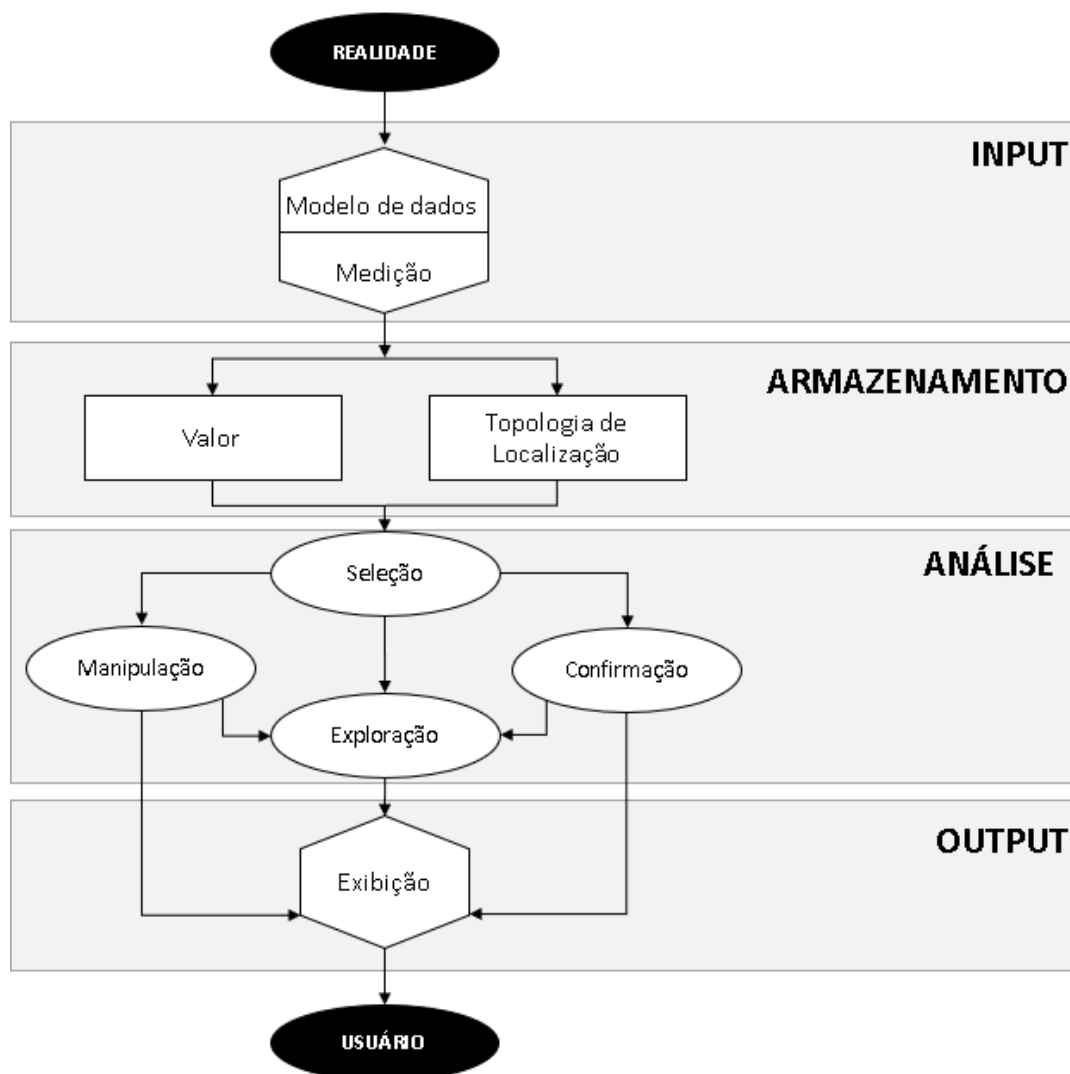 REALIDADE
INPUT
Modelo de dados
Medição
ARMAZENAMENTO
Valor
Topologia de
Localização
ANÁLISE
Seleção
Manipulação
Confirmação
Exploração
OUTPUT
Exibição
USUÁRIO